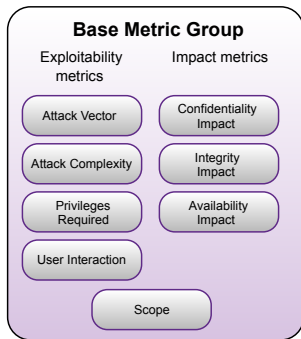 Base Metric Group
Exploitability
metrics
Impact metrics
Attack Vector
Attack Complexity
Privileges
Required
User Interaction
Confidentiality
Impact
Integrity
Impact
Availability
Impact
Scope